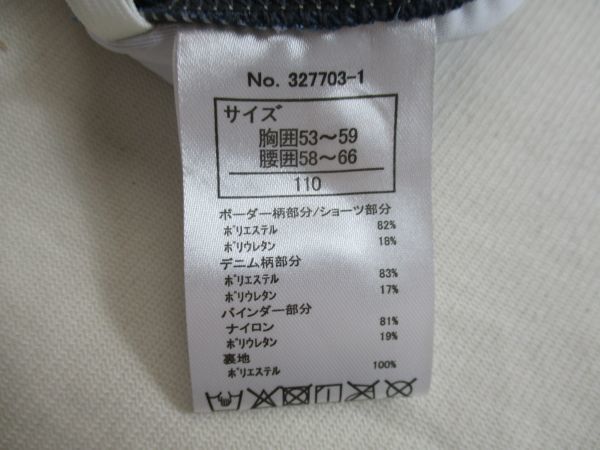 No. 327703-1
サイズ
胸囲53～59
腰囲58～66
110
ボーダー柄部分/ショーツ部分
ポリエステル 82%
ポリウレタン 18%
デニム柄部分
ポリエステル 83%
ポリウレタン 17%
バインダー部分
ナイロン 81%
ポリウレタン 19%
裏地
ポリエステル 100%